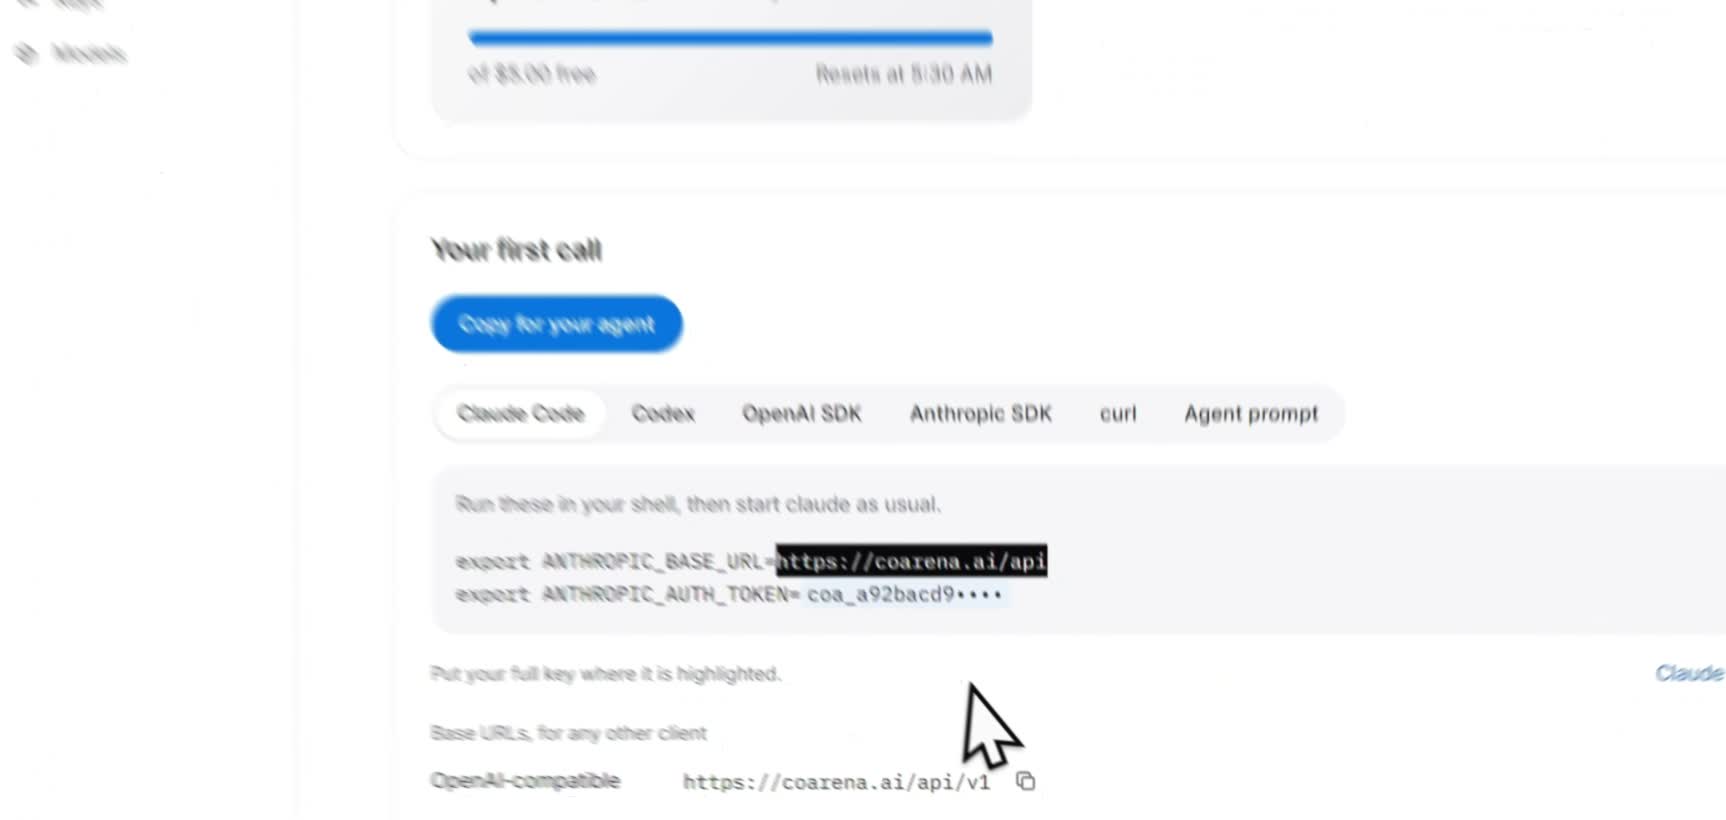 Models
of $5.00 free
Resets at 5:30 AM
Your first call
Copy for your agent
Claude Code
Codex
OpenAI SDK
Anthropic SDK
curl
Agent prompt
Run these in your shell, then start claude as usual.
export ANTHROPIC_BASE_URL=https://coarena.ai/api
export ANTHROPIC_AUTH_TOKEN= coa_a92bacd9••••
Put your full key where it is highlighted.
Claude
Base URLs, for any other client
OpenAI-compatible
https://coarena.ai/api/v1